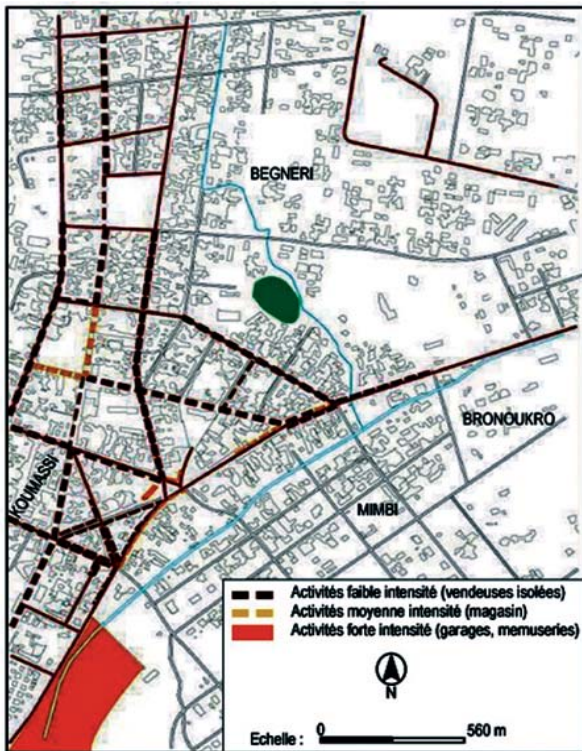 BEGNERI
BRONOUKRO
KOUMASSI
MIMBI
Activités faible intensité (vendeuses isolées)
Activités moyenne intensité (magasin)
Activités forte intensité (garages, memuseries)
N
Echelle : 0 560 m